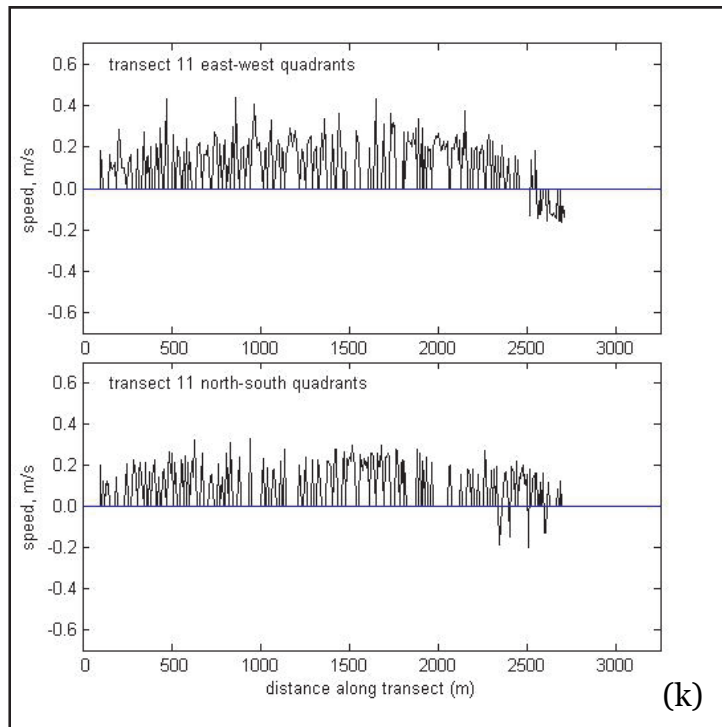 transect 11 east-west quadrants
0.6
0.4
0.2
0.0
-0.2
-0.4
-0.6
speed, m/s
0 500 1000 1500 2000 2500 3000
transect 11 north-south quadrants
0.6
0.4
0.2
0.0
-0.2
-0.4
-0.6
speed, m/s
0 500 1000 1500 2000 2500 3000
distance along transect (m)
(k)